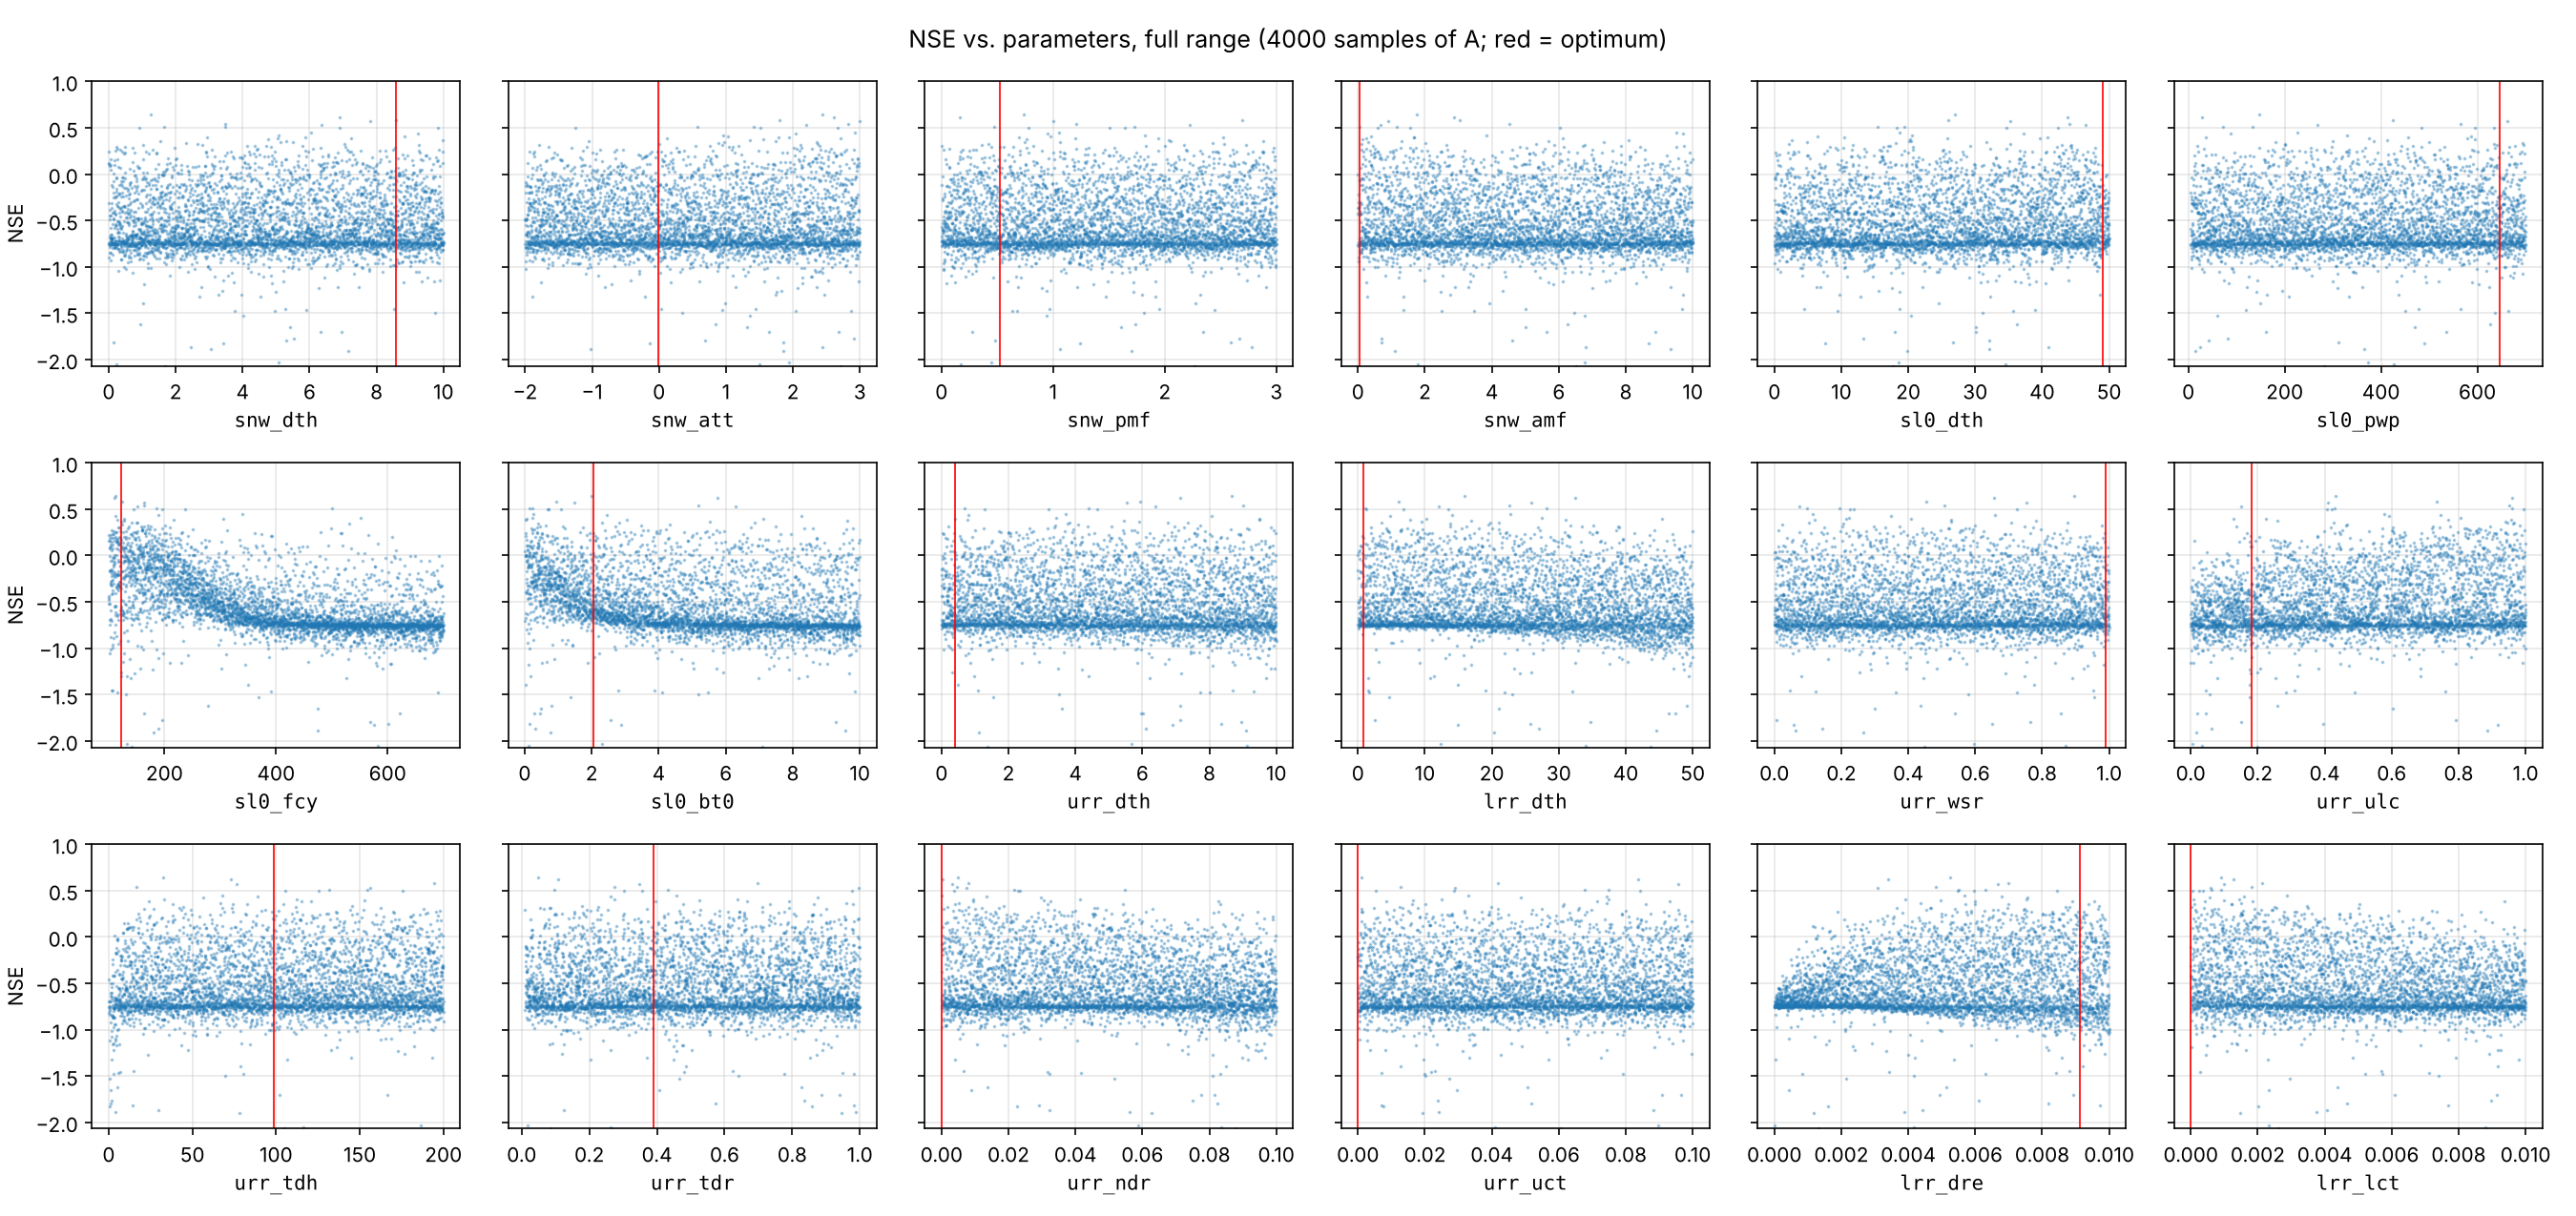 NSE vs. parameters, full range (4000 samples of A; red = optimum)
NSE
1.0
0.5
0.0
−0.5
−1.0
−1.5
−2.0
0 2 4 6 8 10
snw_dth
−2 −1 0 1 2 3
snw_att
0 1 2 3
snw_pmf
0 2 4 6 8 10
snw_amf
0 10 20 30 40 50
sl0_dth
0 200 400 600
sl0_pwp
NSE
1.0
0.5
0.0
−0.5
−1.0
−1.5
−2.0
200 400 600
sl0_fcy
0 2 4 6 8 10
sl0_bt0
0 2 4 6 8 10
urr_dth
0 10 20 30 40 50
lrr_dth
0.0 0.2 0.4 0.6 0.8 1.0
urr_wsr
0.0 0.2 0.4 0.6 0.8 1.0
urr_ulc
NSE
1.0
0.5
0.0
−0.5
−1.0
−1.5
−2.0
0 50 100 150 200
urr_tdh
0.0 0.2 0.4 0.6 0.8 1.0
urr_tdr
0.00 0.02 0.04 0.06 0.08 0.10
urr_ndr
0.00 0.02 0.04 0.06 0.08 0.10
urr_uct
0.000 0.002 0.004 0.006 0.008 0.010
lrr_dre
0.000 0.002 0.004 0.006 0.008 0.010
lrr_lct